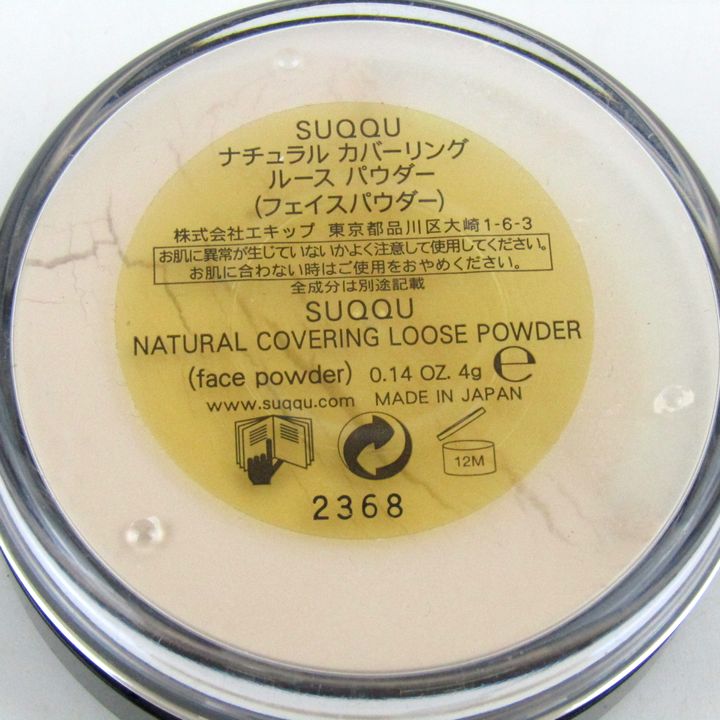 SUQQU
ナチュラル カバーリング
ルース パウダー
(フェイスパウダー)
株式会社エキップ 東京都品川区大崎1-6-3
お肌に異常が生じていないかよく注意して使用してください。
お肌に合わない時はご使用をおやめください。
全成分は別途記載
SUQQU
NATURAL COVERING LOOSE POWDER
(face powder) 0.14 OZ. 4g e
www.suqqu.com MADE IN JAPAN
12M
2368